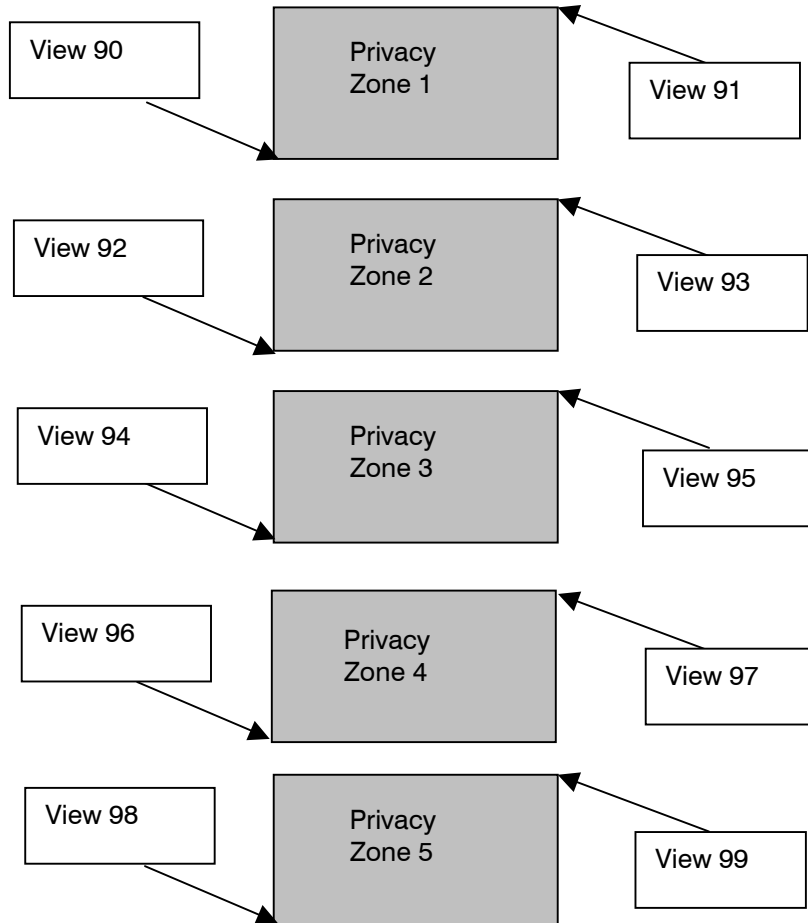 View 90
Privacy
Zone 1
View 91
View 92
Privacy
Zone 2
View 93
View 94
Privacy
Zone 3
View 95
View 96
Privacy
Zone 4
View 97
View 98
Privacy
Zone 5
View 99